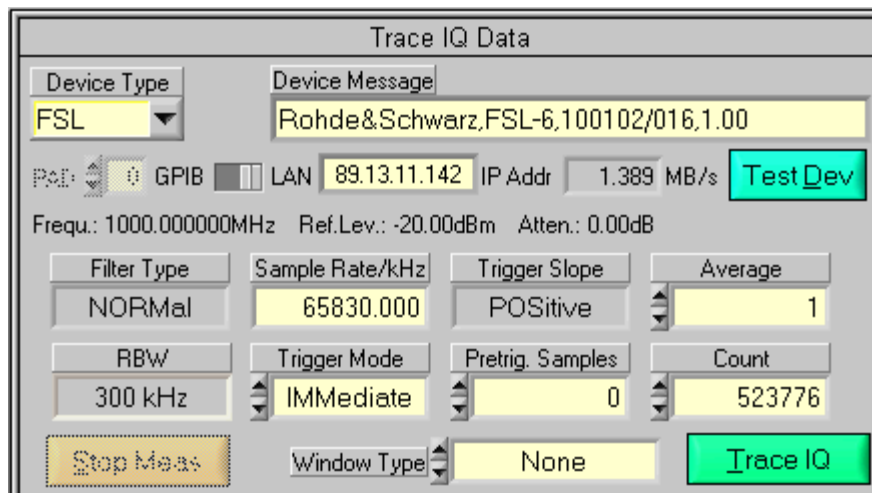 Trace IQ Data
Device Type
Device Message
FSL
Rohde&Schwarz,FSL-6,100102/016,1.00
PAD 0 GPIB LAN 89.13.11.142 IP Addr 1.389 MB/s Test Dev
Frequ.: 1000.000000MHz Ref.Lev.: -20.00dBm Atten.: 0.00dB
Filter Type Sample Rate/kHz Trigger Slope Average
NORMal 65830.000 POSitive 1
RBW Trigger Mode Pretrig. Samples Count
300 kHz IMMediate 0 523776
Stop Meas Window Type None Trace IQ